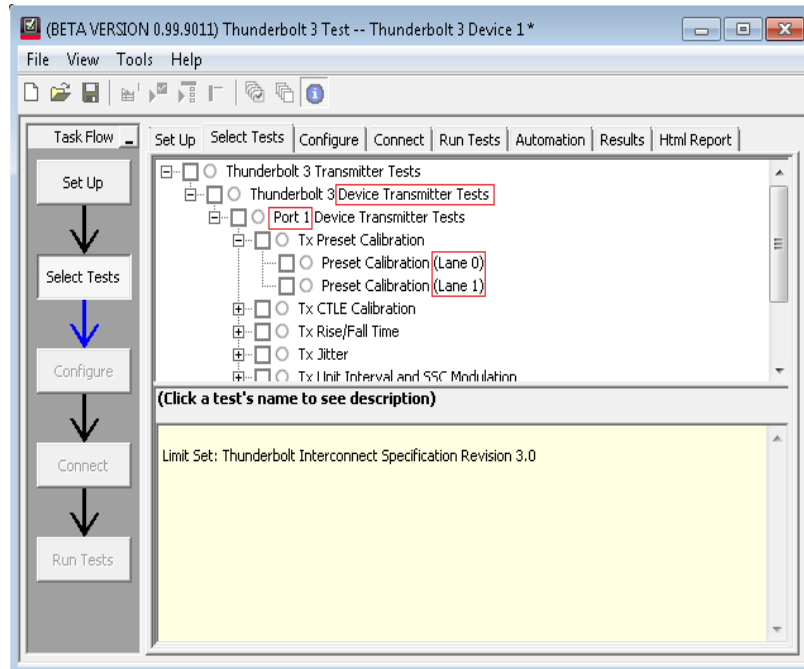 (BETA VERSION 0.99.9011) Thunderbolt 3 Test -- Thunderbolt 3 Device 1 *
File View Tools Help
Task Flow
Set Up Select Tests Configure Connect Run Tests Automation Results Html Report
Set Up
Select Tests
Configure
Connect
Run Tests
Thunderbolt 3 Transmitter Tests
Thunderbolt 3 Device Transmitter Tests
Port 1 Device Transmitter Tests
Tx Preset Calibration
Preset Calibration (Lane 0)
Preset Calibration (Lane 1)
Tx CTLE Calibration
Tx Rise/Fall Time
Tx Jitter
Tx Unit Interval and SSC Modulation
(Click a test's name to see description)
Limit Set: Thunderbolt Interconnect Specification Revision 3.0